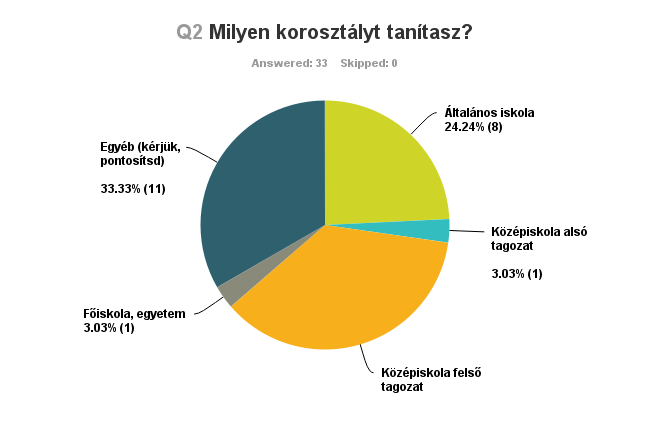 Q2 Milyen korosztályt tanítasz?
Answered: 33 Skipped: 0
Általános iskola
24.24% (8)
Egyéb (kérjük,
pontosítsd)
33.33% (11)
Középiskola alsó
tagozat
3.03% (1)
Főiskola, egyetem
3.03% (1)
Középiskola felső
tagozat